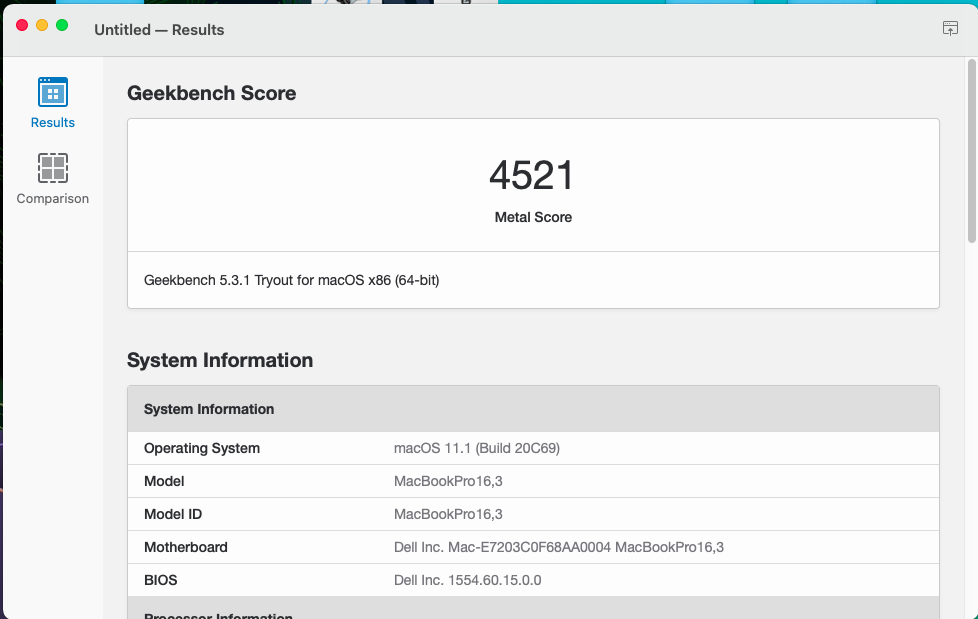 Untitled — Results
Results
Comparison
Geekbench Score
4521
Metal Score
Geekbench 5.3.1 Tryout for macOS x86 (64-bit)
System Information
System Information
Operating System macOS 11.1 (Build 20C69)
Model MacBookPro16,3
Model ID MacBookPro16,3
Motherboard Dell Inc. Mac-E7203C0F68AA0004 MacBookPro16,3
BIOS Dell Inc. 1554.60.15.0.0
Processor Information